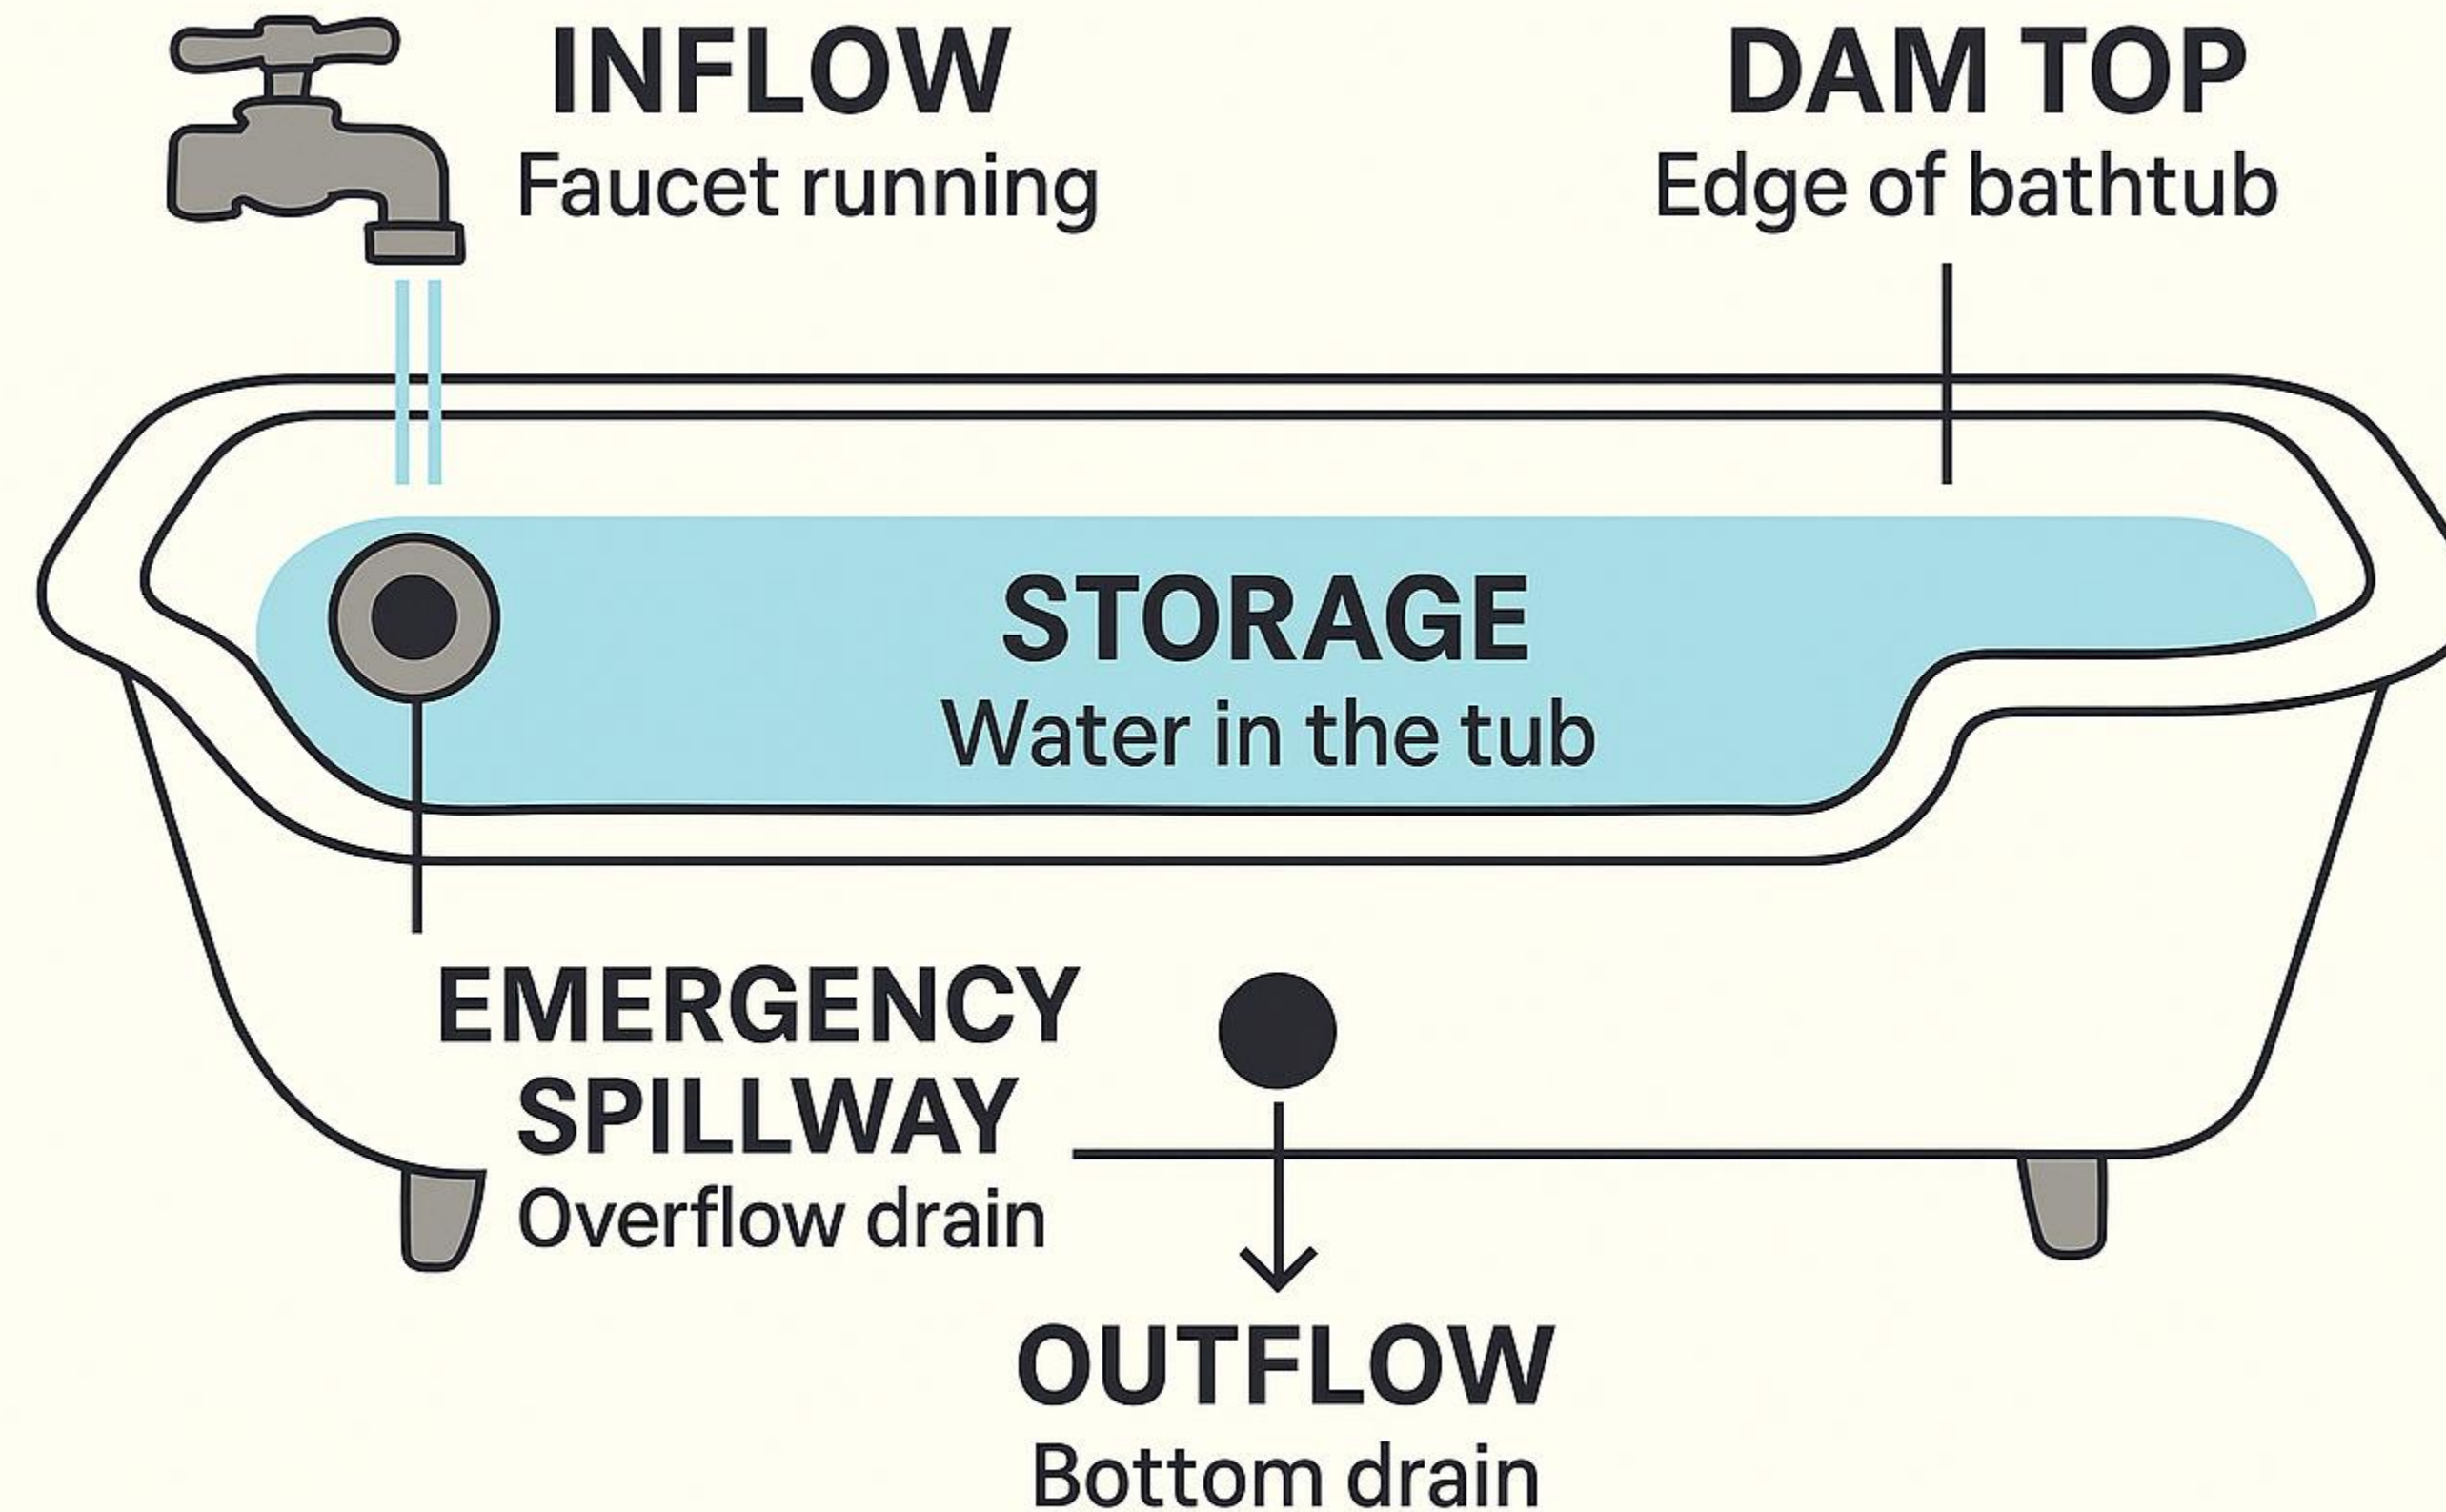 INFLOW
Faucet running
DAM TOP
Edge of bathtub
STORAGE
Water in the tub
EMERGENCY
SPILLWAY
Overflow drain
OUTFLOW
Bottom drain